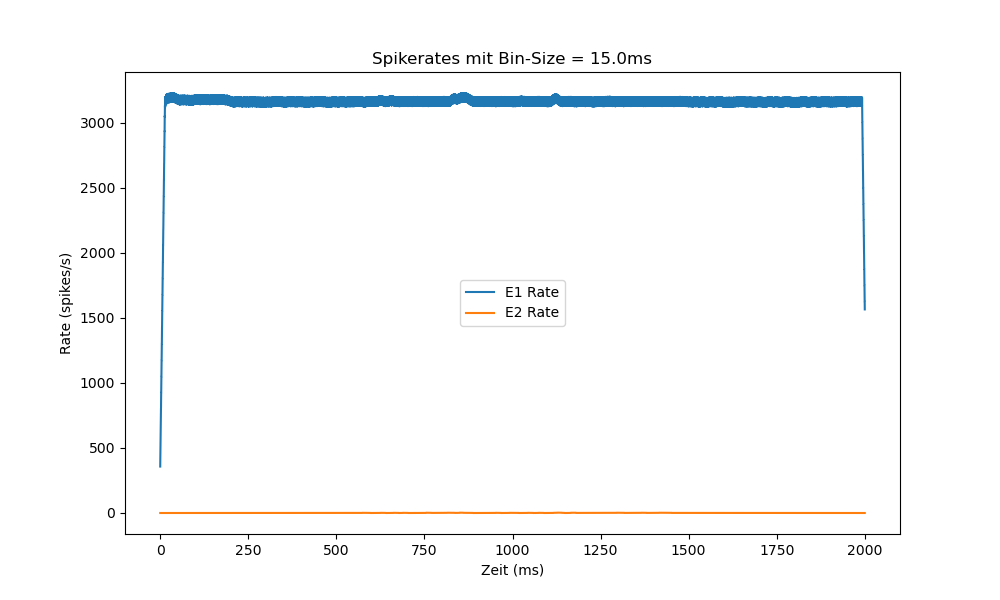 Spikerates mit Bin-Size = 15.0ms
3000
2500
2000
1500
1000
500
0
Rate (spikes/s)
E1 Rate
E2 Rate
0 250 500 750 1000 1250 1500 1750 2000
Zeit (ms)